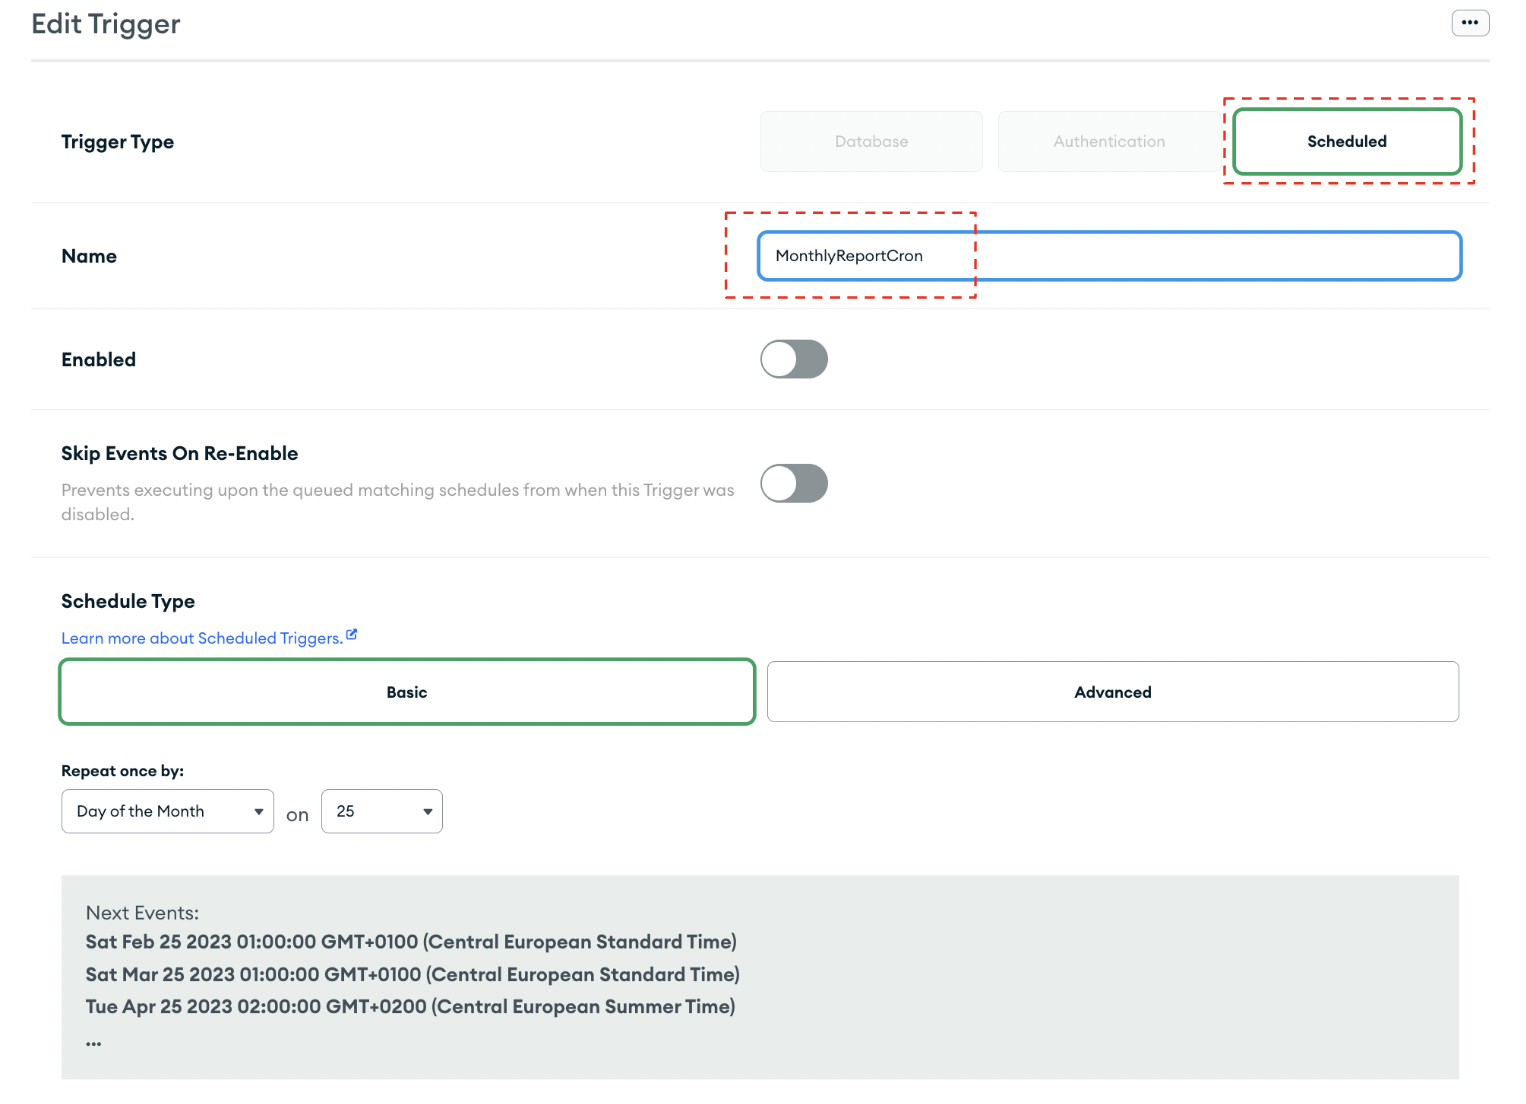 Edit Trigger
•••
Trigger Type
Database
Authentication
Scheduled
Name
MonthlyReportCron
Enabled
Skip Events On Re-Enable
Prevents executing upon the queued matching schedules from when this Trigger was
disabled.
Schedule Type
Learn more about Scheduled Triggers.
Basic
Advanced
Repeat once by:
Day of the Month
on
25
Next Events:
Sat Feb 25 2023 01:00:00 GMT+0100 (Central European Standard Time)
Sat Mar 25 2023 01:00:00 GMT+0100 (Central European Standard Time)
Tue Apr 25 2023 02:00:00 GMT+0200 (Central European Summer Time)
...